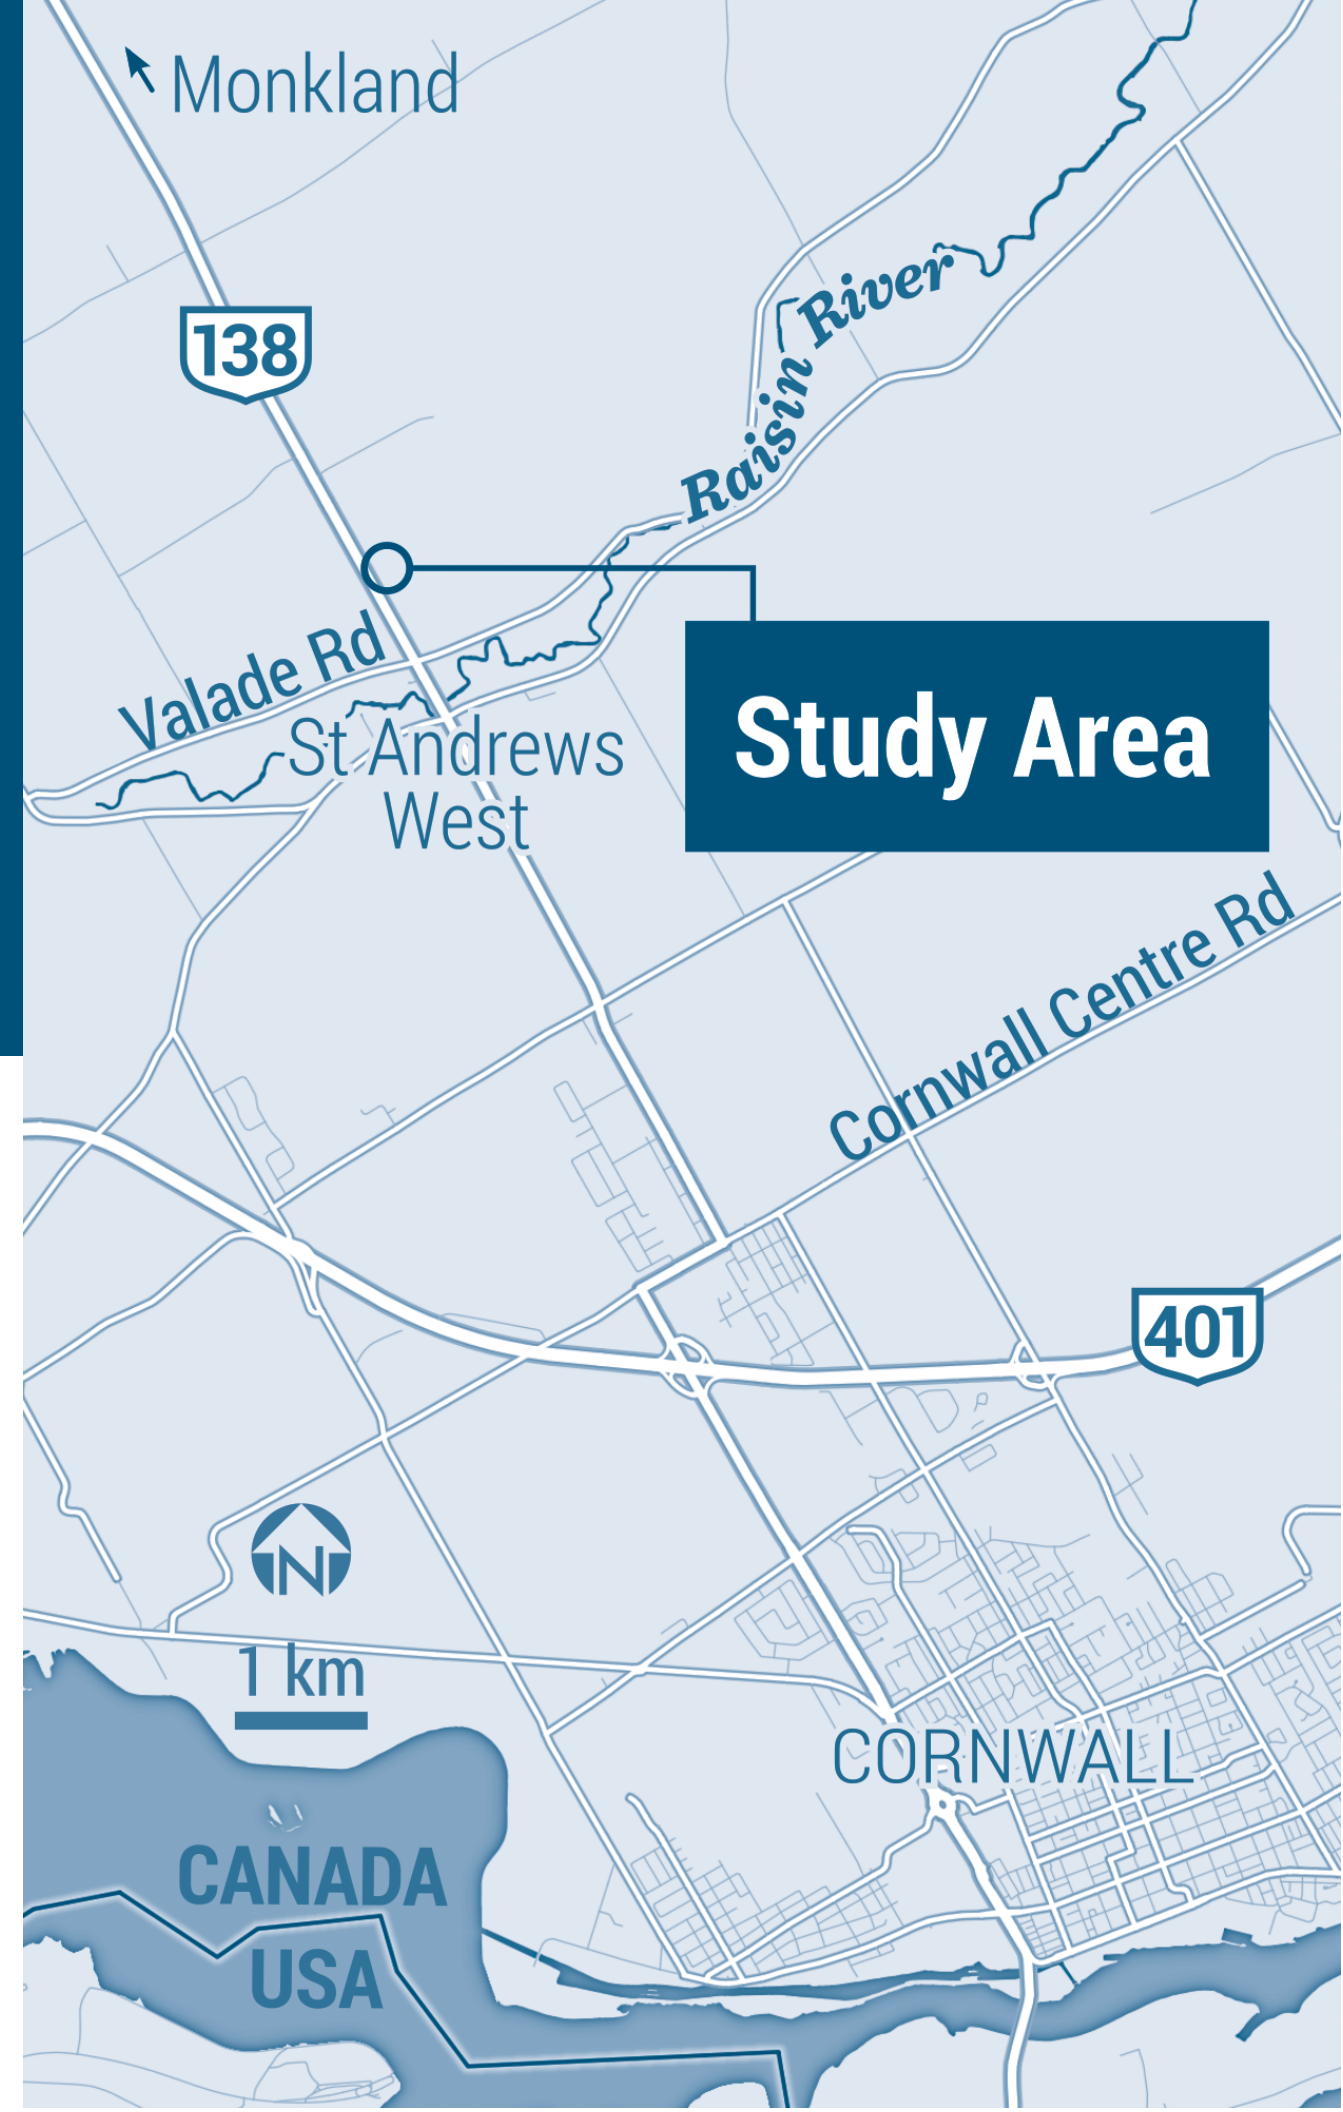 Monkland
138
Raisin River
Valade Rd
St Andrews
West
Study Area
Cornwall Centre Rd
401
N
1 km
CORNWALL
CANADA
USA